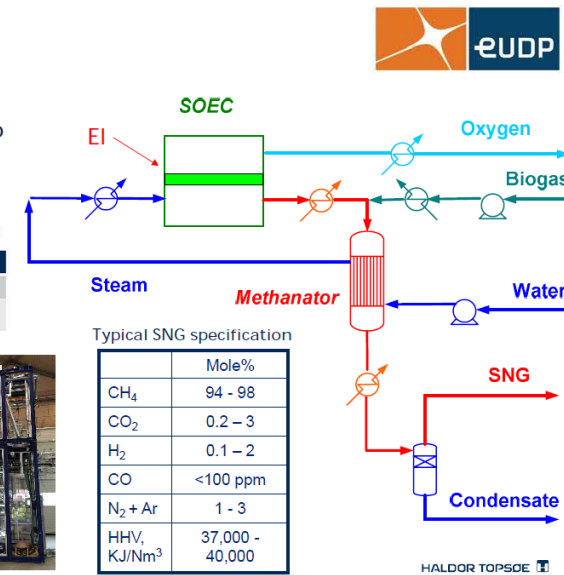 eUDP
SOEC
EI
Oxygen
Biogas
Steam
Methanator
Water
Typical SNG specification
Mole%
CH₄ 94 - 98
CO₂ 0.2 – 3
H₂ 0.1 – 2
CO <100 ppm
N₂ + Ar 1 - 3
HHV, 37,000 -
KJ/Nm³ 40,000
SNG
Condensate
HALDOR TOPSØE